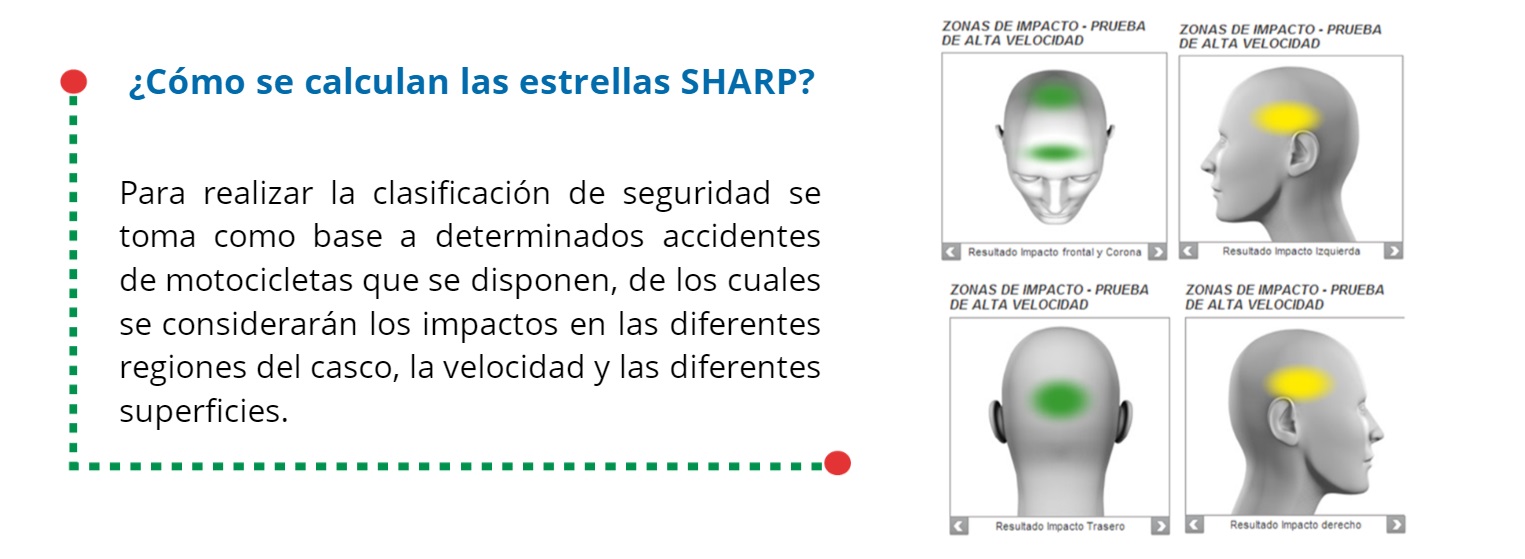 ¿Cómo se calculan las estrellas SHARP?
Para realizar la clasificación de seguridad se
toma como base a determinados accidentes
de motocicletas que se disponen, de los cuales
se considerarán los impactos en las diferentes
regiones del casco, la velocidad y las diferentes
superficies.
ZONAS DE IMPACTO - PRUEBA
DE ALTA VELOCIDAD
Resultado Impacto frontal y Corona
ZONAS DE IMPACTO - PRUEBA
DE ALTA VELOCIDAD
Resultado Impacto Izquierda
ZONAS DE IMPACTO - PRUEBA
DE ALTA VELOCIDAD
Resultado Impacto Trasero
ZONAS DE IMPACTO - PRUEBA
DE ALTA VELOCIDAD
Resultado Impacto derecho